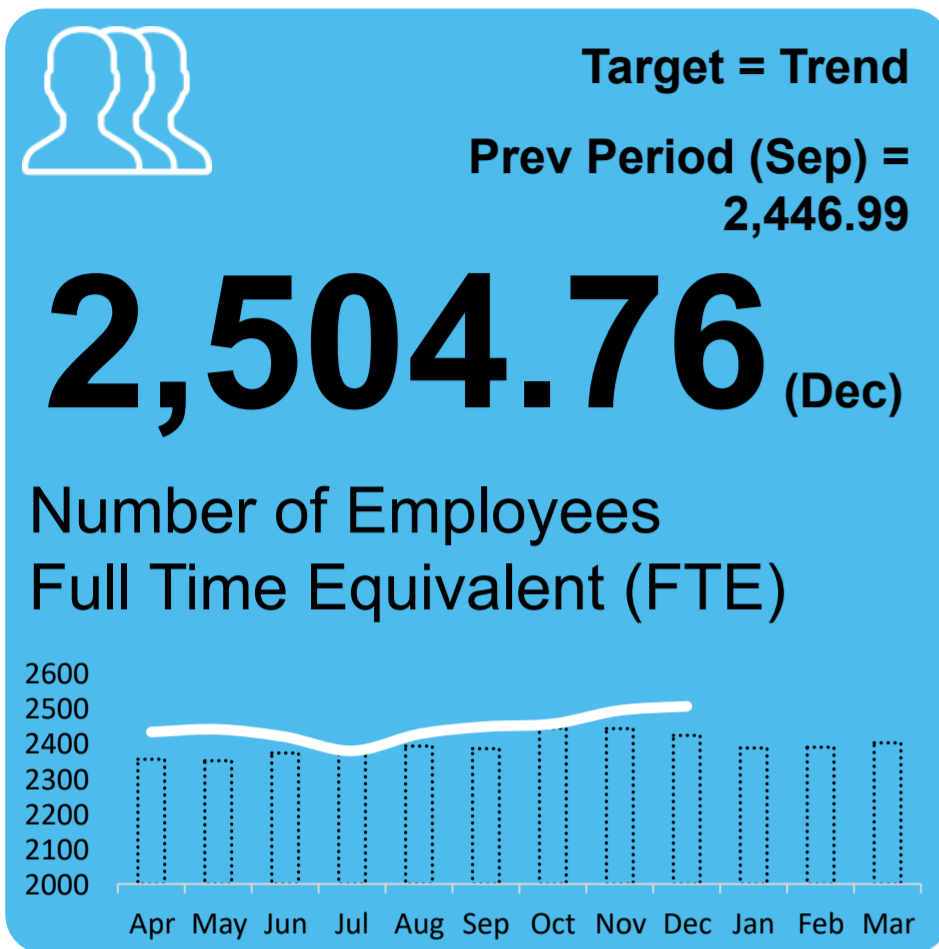 Target = Trend
Prev Period (Sep) =
2,446.99
2,504.76 (Dec)
Number of Employees
Full Time Equivalent (FTE)
2600
2500
2400
2300
2200
2100
2000
Apr May Jun Jul Aug Sep Oct Nov Dec Jan Feb Mar